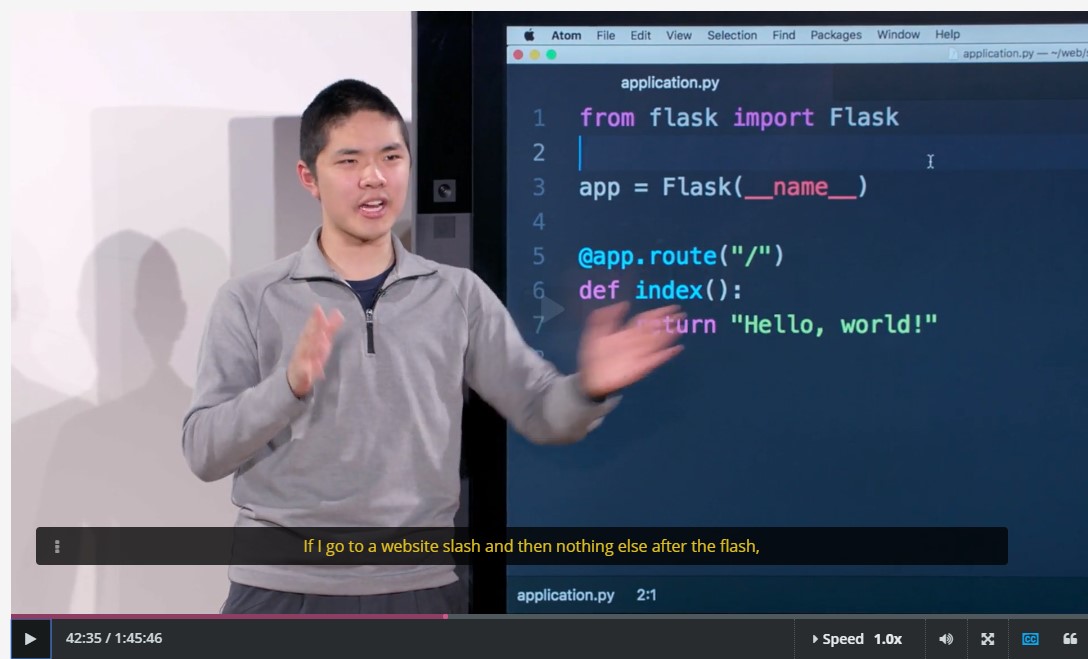 Atom File Edit View Selection Find Packages Window Help
application.py — ~/web/
application.py
1 from flask import Flask
2
3 app = Flask(__name__)
4
5 @app.route("/")
6 def index():
7 return "Hello, world!"
If I go to a website slash and then nothing else after the flash,
application.py 2:1
42:35 / 1:45:46
Speed 1.0x
CC